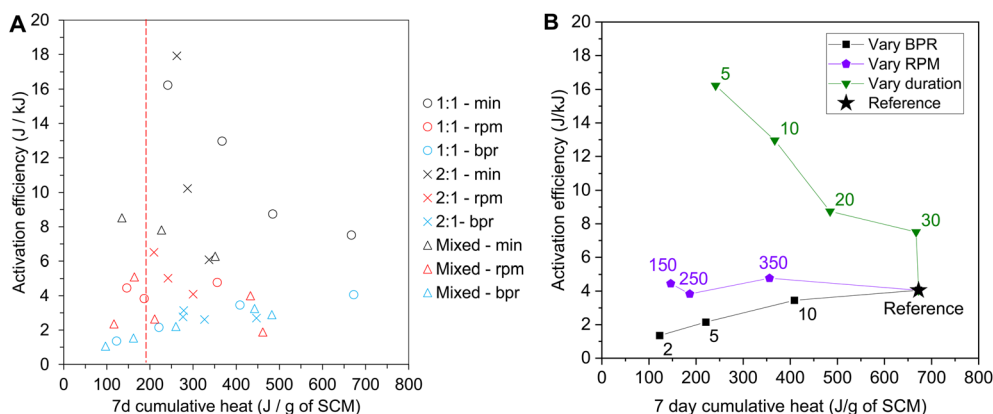 A
Activation efficiency (J / kJ)
20
18
16
14
12
10
8
6
4
2
0
0 100 200 300 400 500 600 700 800
7d cumulative heat (J / g of SCM)
1:1 - min
1:1 - rpm
1:1 - bpr
2:1 - min
2:1 - rpm
2:1- bpr
Mixed - min
Mixed - rpm
Mixed - bpr
B
Activation efficiency (J/kJ)
20
18
16
14
12
10
8
6
4
2
0
0 100 200 300 400 500 600 700 800
7 day cumulative heat (J/g of SCM)
Vary BPR
Vary RPM
Vary duration
Reference
5
10
20
30
150
250
350
Reference
2
5
10